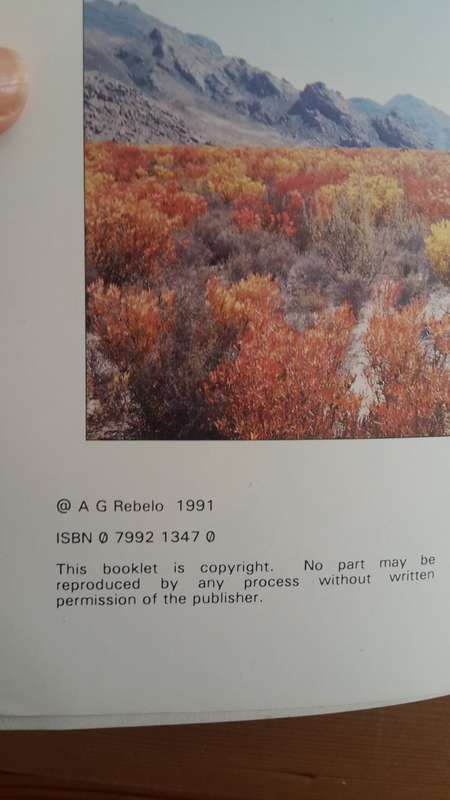 @ A G Rebelo 1991
ISBN 0 7992 1347 0
This booklet is copyright. No part may be
reproduced by any process without written
permission of the publisher.